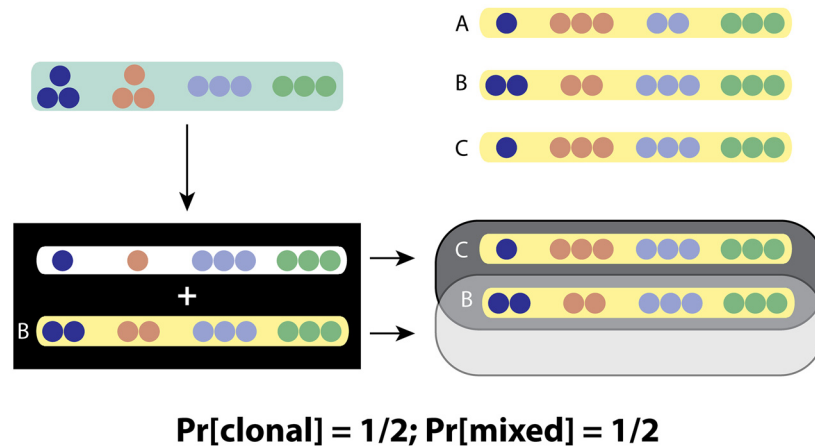 A
B
C
+
B
C
B
Pr[clonal] = 1/2; Pr[mixed] = 1/2